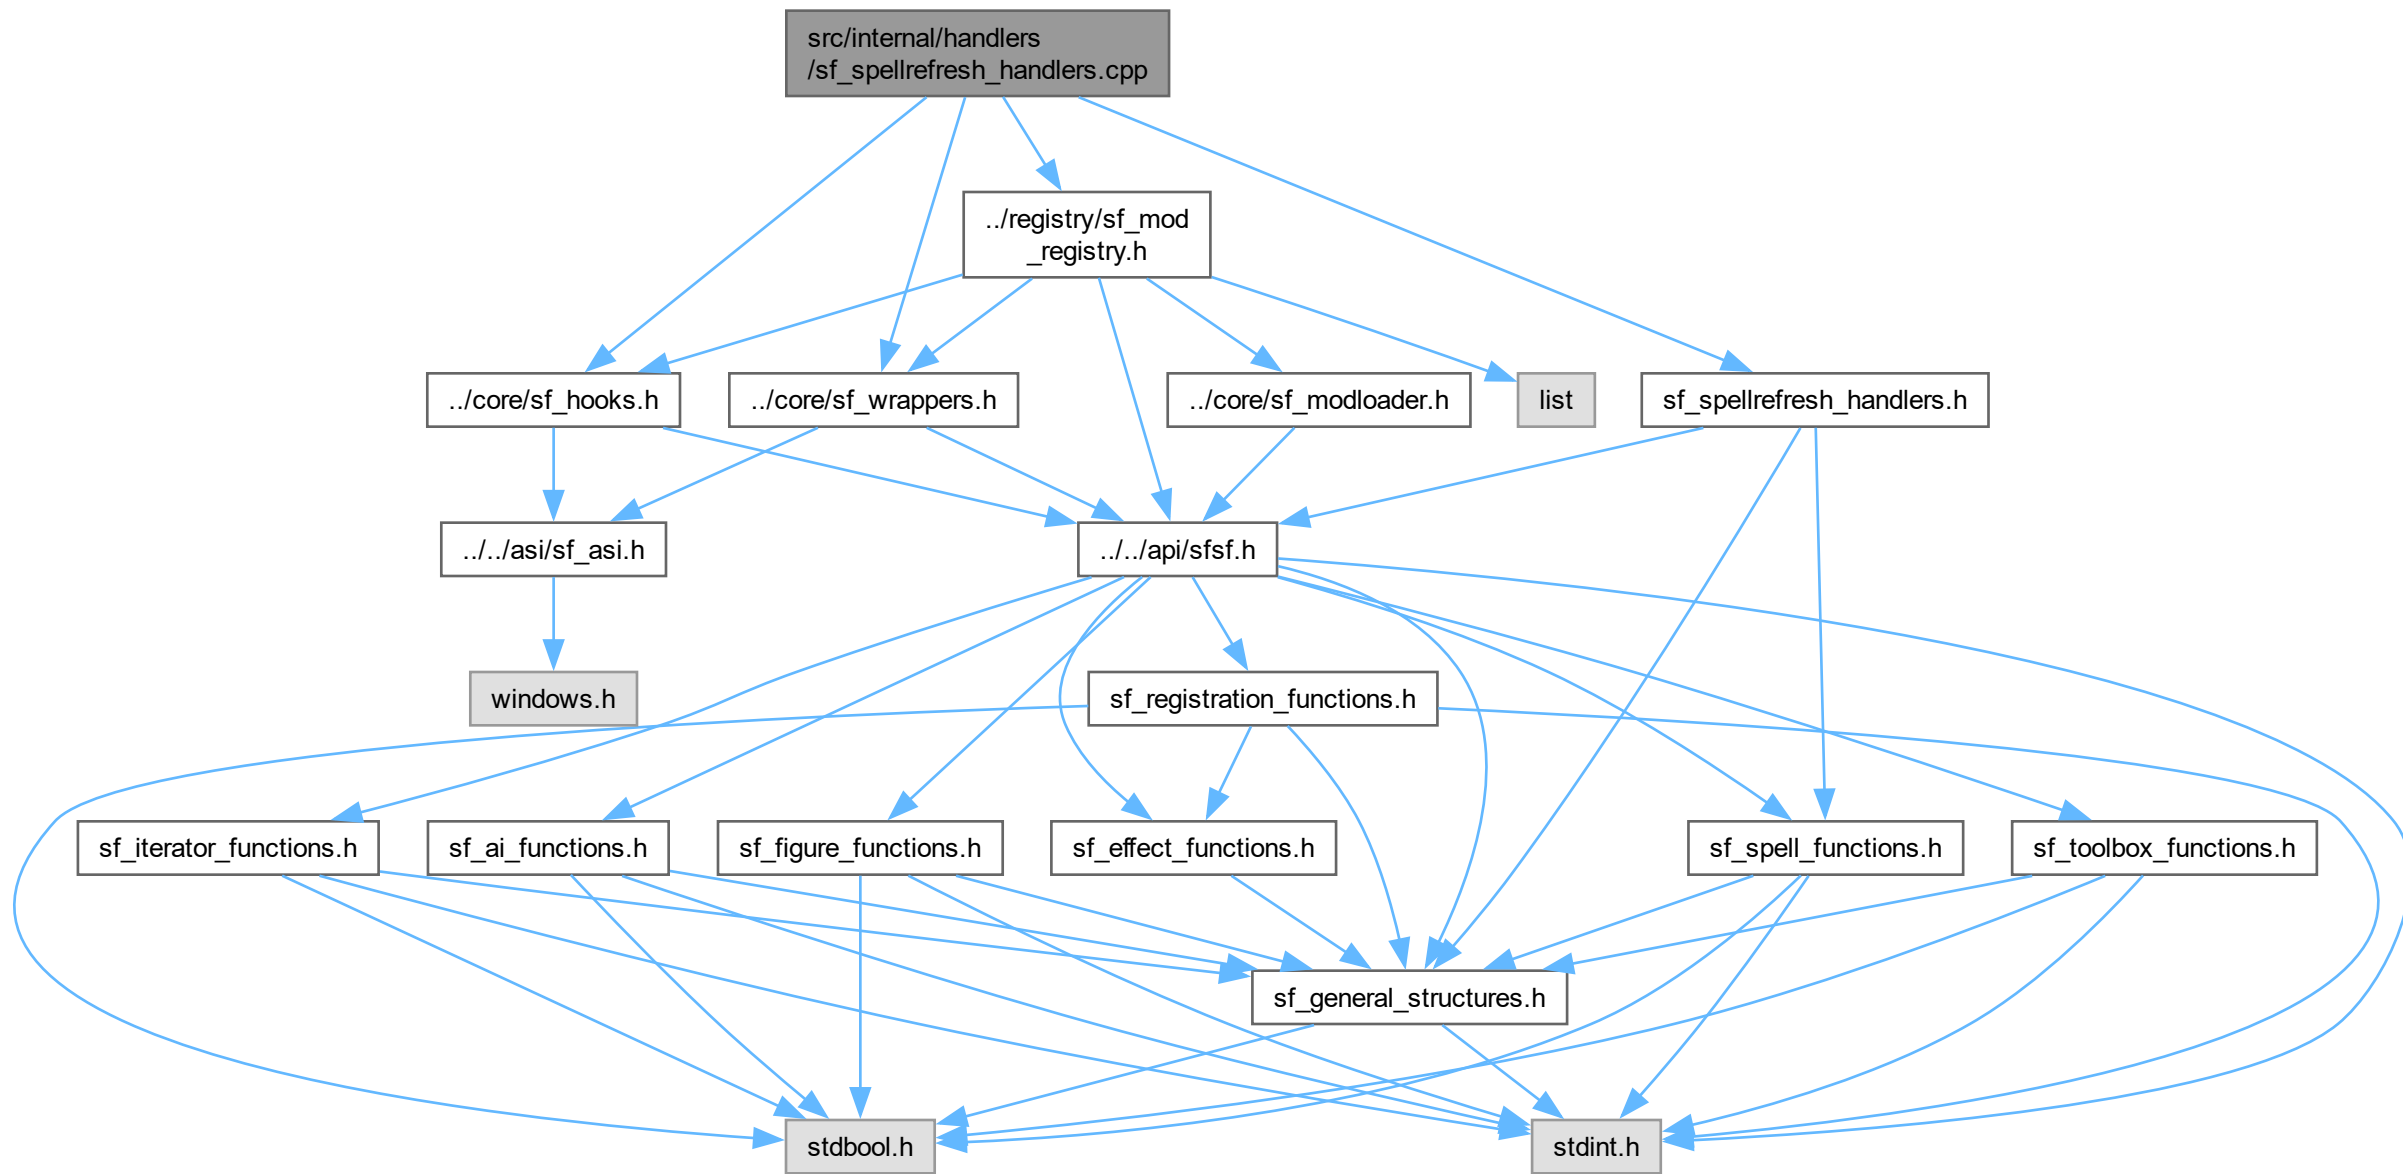 src/internal/handlers
/sf_spellrefresh_handlers.cpp
../registry/sf_mod
_registry.h
../core/sf_hooks.h
../core/sf_wrappers.h
../core/sf_modloader.h
list
sf_spellrefresh_handlers.h
../../asi/sf_asi.h
../../api/sfsf.h
windows.h
sf_registration_functions.h
sf_iterator_functions.h
sf_ai_functions.h
sf_figure_functions.h
sf_effect_functions.h
sf_spell_functions.h
sf_toolbox_functions.h
sf_general_structures.h
stdbool.h
stdint.h